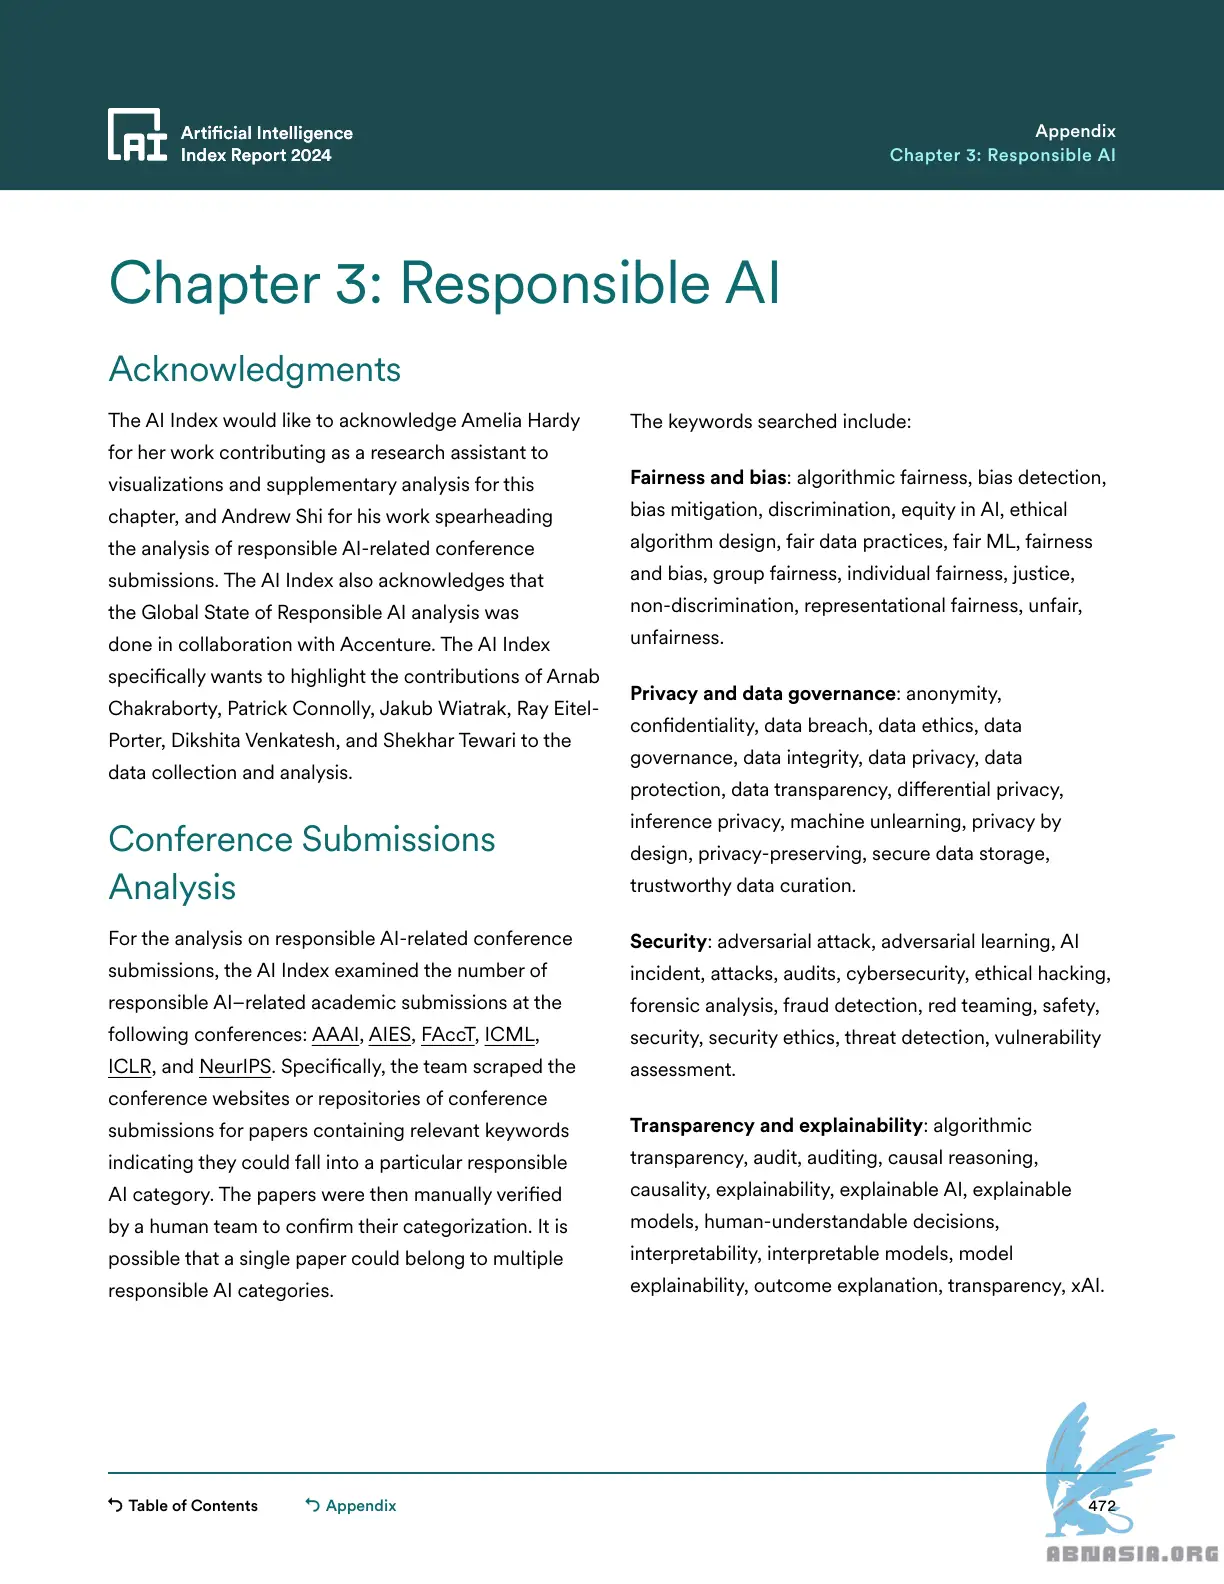 AI
Artificial Intelligence
Index Report 2024
Appendix
Chapter 3: Responsible AI
Chapter 3: Responsible AI
Acknowledgments
The AI Index would like to acknowledge Amelia Hardy
for her work contributing as a research assistant to
visualizations and supplementary analysis for this
chapter, and Andrew Shi for his work spearheading
the analysis of responsible AI-related conference
submissions. The AI Index also acknowledges that
the Global State of Responsible AI analysis was
done in collaboration with Accenture. The AI Index
specifically wants to highlight the contributions of Arnab
Chakraborty, Patrick Connolly, Jakub Wiatrak, Ray Eitel-
Porter, Dikshita Venkatesh, and Shekhar Tewari to the
data collection and analysis.
Conference Submissions
Analysis
For the analysis on responsible AI-related conference
submissions, the AI Index examined the number of
responsible AI–related academic submissions at the
following conferences: AAAI, AIES, FAccT, ICML,
ICLR, and NeurIPS. Specifically, the team scraped the
conference websites or repositories of conference
submissions for papers containing relevant keywords
indicating they could fall into a particular responsible
AI category. The papers were then manually verified
by a human team to confirm their categorization. It is
possible that a single paper could belong to multiple
responsible AI categories.
The keywords searched include:
Fairness and bias: algorithmic fairness, bias detection,
bias mitigation, discrimination, equity in AI, ethical
algorithm design, fair data practices, fair ML, fairness
and bias, group fairness, individual fairness, justice,
non-discrimination, representational fairness, unfair,
unfairness.
Privacy and data governance: anonymity,
confidentiality, data breach, data ethics, data
governance, data integrity, data privacy, data
protection, data transparency, differential privacy,
inference privacy, machine unlearning, privacy by
design, privacy-preserving, secure data storage,
trustworthy data curation.
Security: adversarial attack, adversarial learning, AI
incident, attacks, audits, cybersecurity, ethical hacking,
forensic analysis, fraud detection, red teaming, safety,
security, security ethics, threat detection, vulnerability
assessment.
Transparency and explainability: algorithmic
transparency, audit, auditing, causal reasoning,
causality, explainability, explainable AI, explainable
models, human-understandable decisions,
interpretability, interpretable models, model
explainability, outcome explanation, transparency, xAI.
Table of Contents
Appendix
472
ABNASIA.ORG